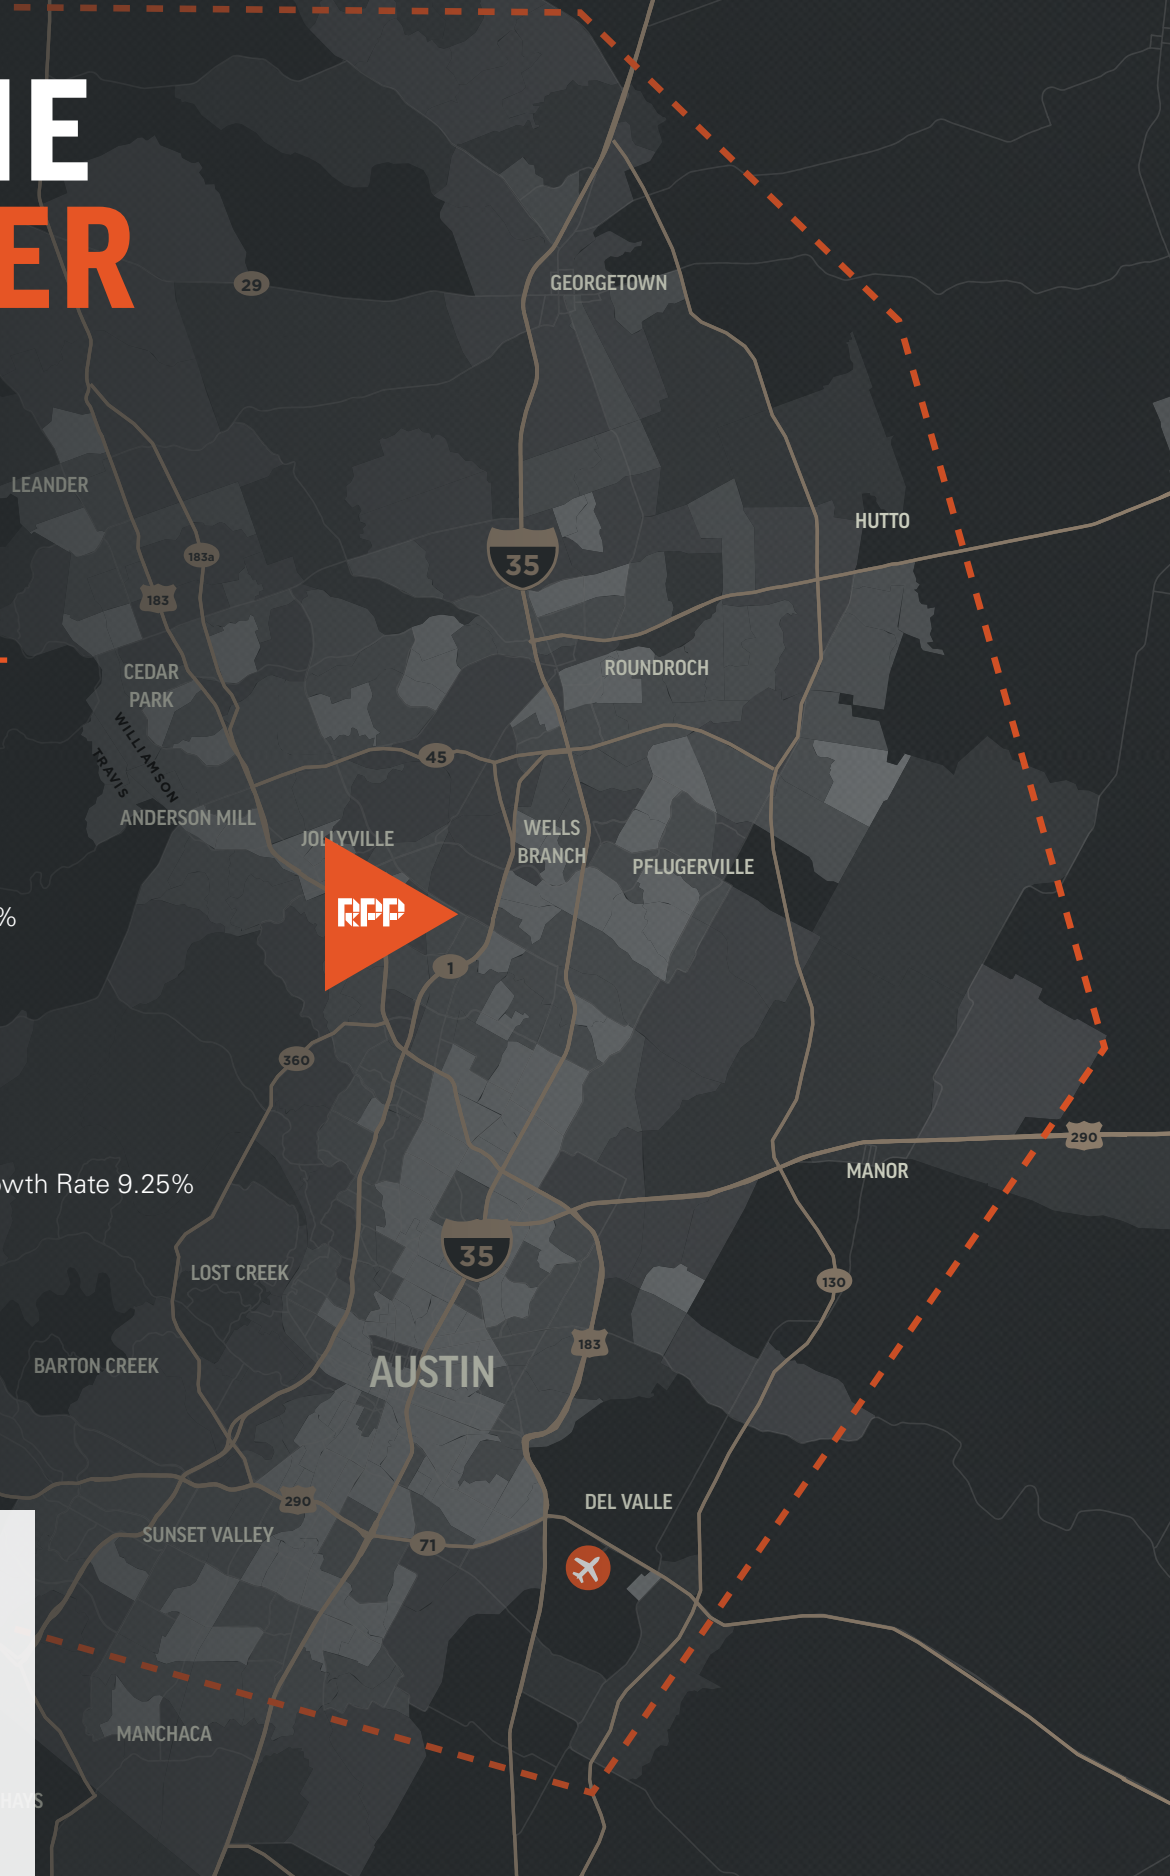 IE
ER
29
GEORGETOWN
LEANDER
HUTTO
183a
35
183
CEDAR
PARK
ROUNDROCH
WILLIAMSON
TRAVIS
45
ANDERSON MILL
JOLLYVILLE
WELLS
BRANCH
PFLUGERVILLE
RPP
%
1
360
290
MANOR
owth Rate 9.25%
35
LOST CREEK
130
183
BARTON CREEK
AUSTIN
290
DEL VALLE
SUNSET VALLEY
71
MANCHACA
HAYS